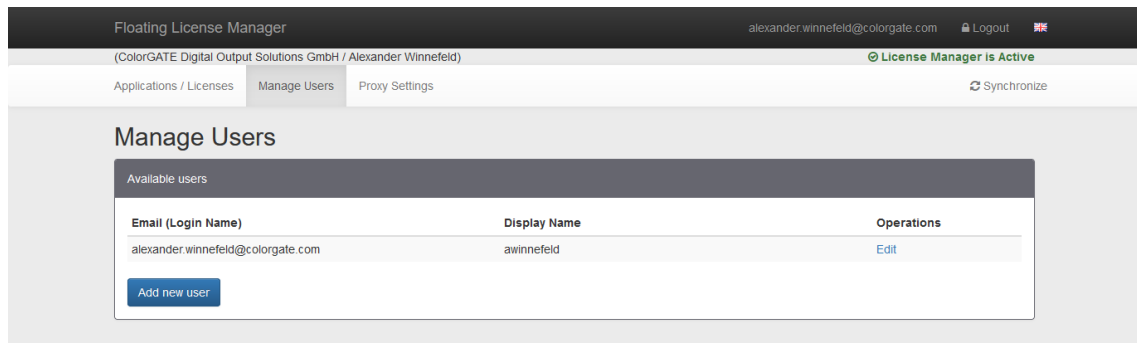 Floating License Manager alexander.winnefeld@colorgate.com Logout
(ColorGATE Digital Output Solutions GmbH / Alexander Winnefeld) License Manager is Active
Applications / Licenses Manage Users Proxy Settings Synchronize
Manage Users
Available users
Email (Login Name) Display Name Operations
alexander.winnefeld@colorgate.com awinnefeld Edit
Add new user